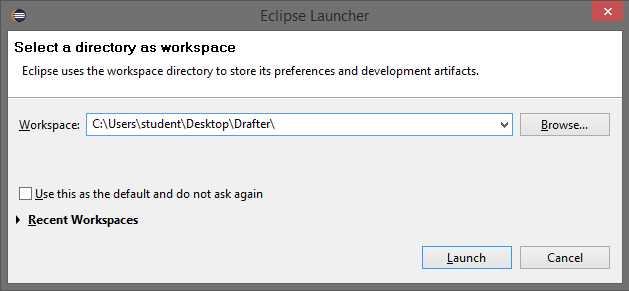 Eclipse Launcher
Select a directory as workspace
Eclipse uses the workspace directory to store its preferences and development artifacts.
Workspace: C:\Users\student\Desktop\Drafter\ Browse...
Use this as the default and do not ask again
Recent Workspaces
Launch Cancel